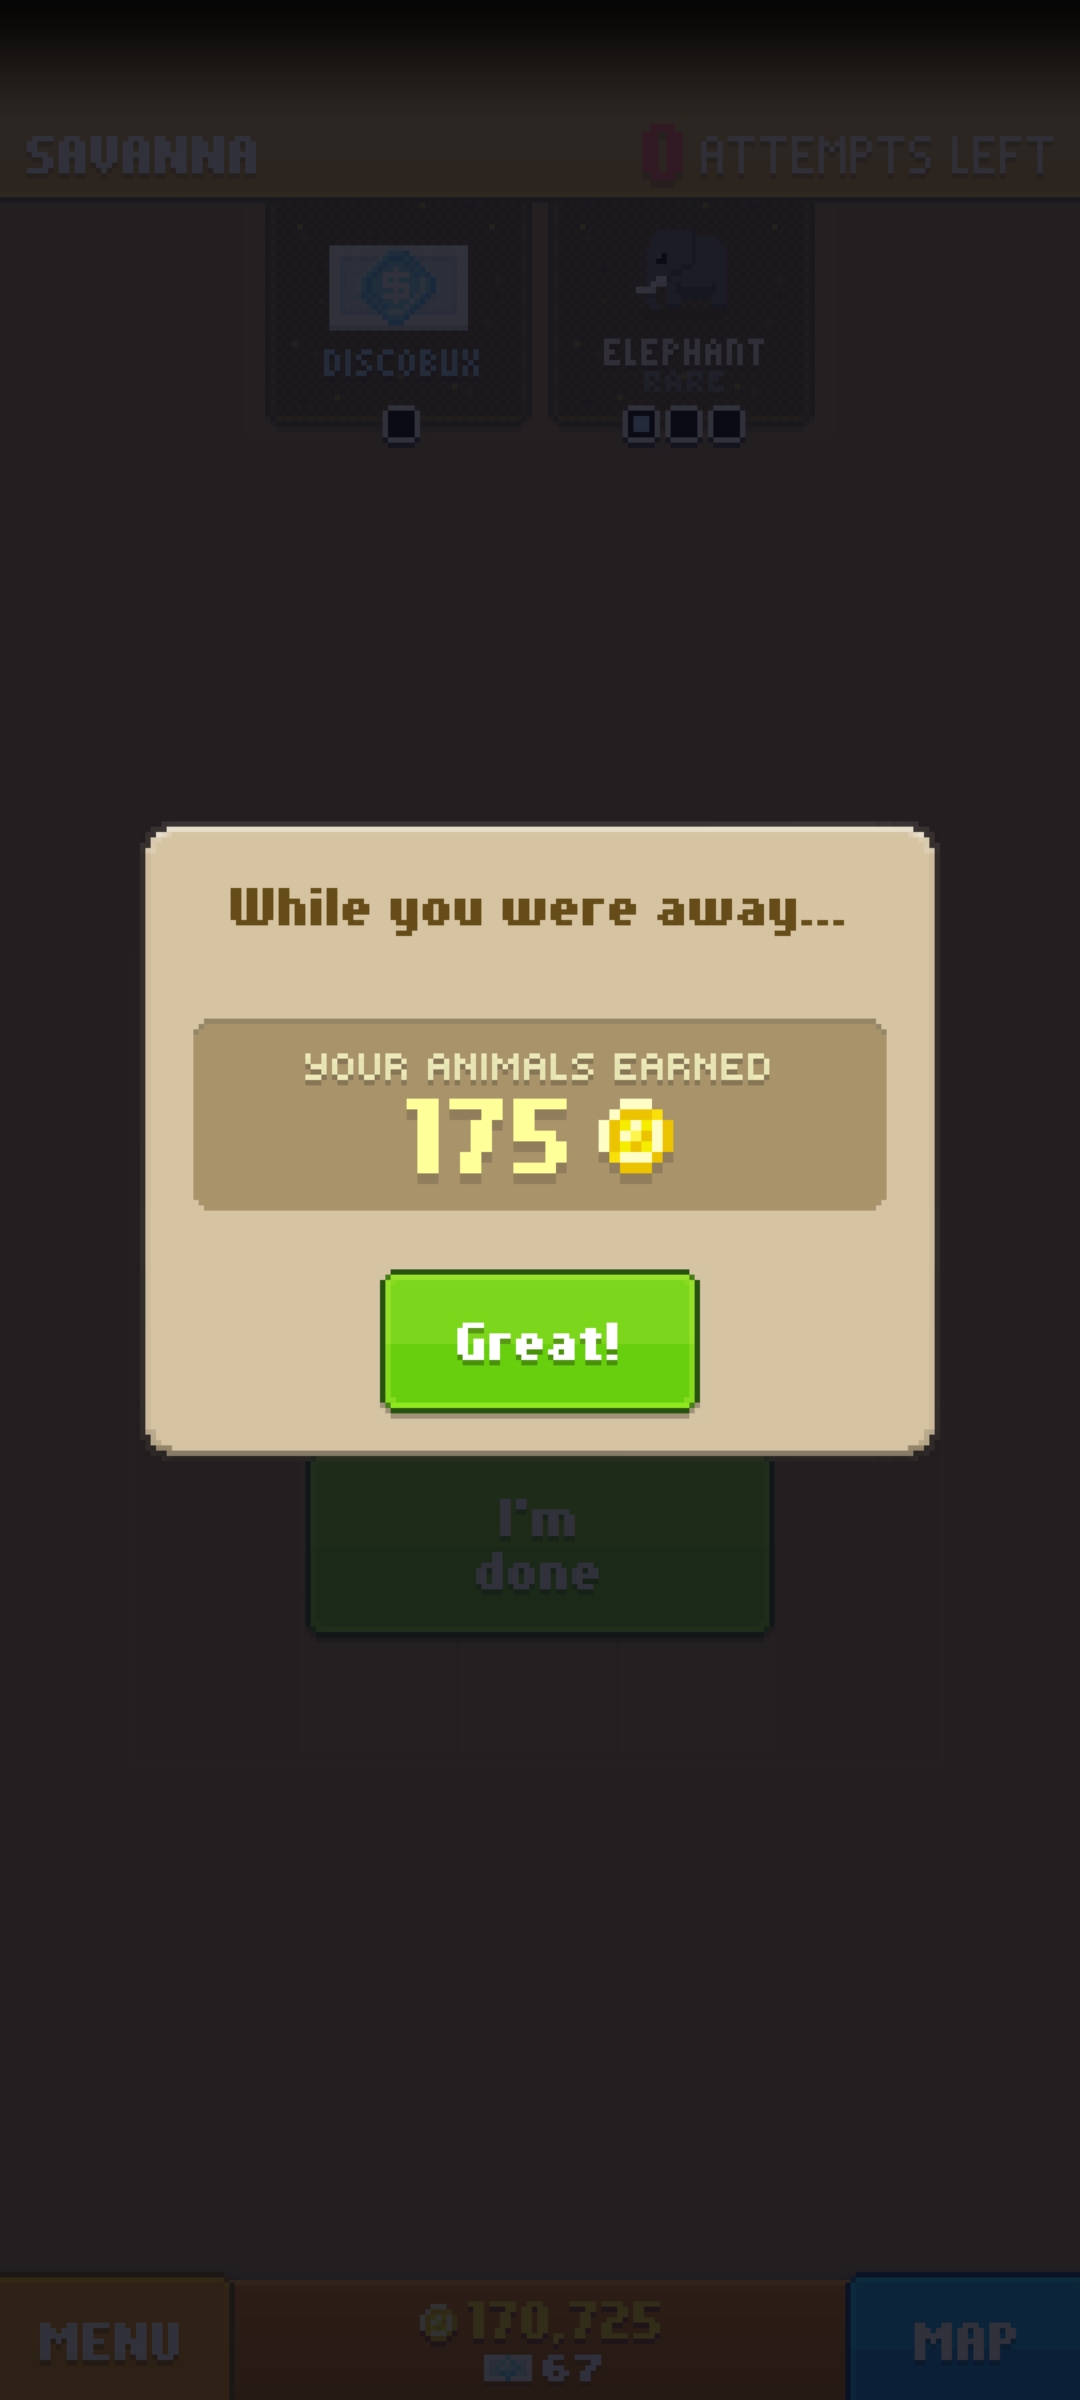 SAVANNA
0 ATTEMPTS LEFT
$
DISCOBUX
ELEPHANT
RARE
While you were away...
YOUR ANIMALS EARNED
175
Great!
I'm
done
MENU
170,725
67
MAP